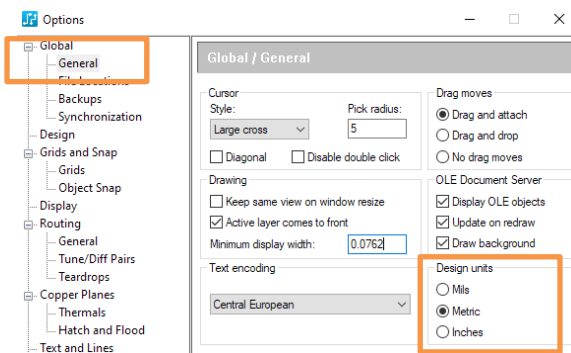 Options
Global
General
File Locations
Backups
Synchronization
Design
Grids and Snap
Grids
Object Snap
Display
Routing
General
Tune/Diff Pairs
Teardrops
Copper Planes
Thermals
Hatch and Flood
Text and Lines
Global / General
Cursor
Style:
Pick radius:
Large cross
5
Diagonal
Disable double click
Drawing
Keep same view on window resize
Active layer comes to front
Minimum display width:
0.0762
Text encoding
Central European
Drag moves
Drag and attach
Drag and drop
No drag moves
OLE Document Server
Display OLE objects
Update on redraw
Draw background
Design units
Mils
Metric
Inches